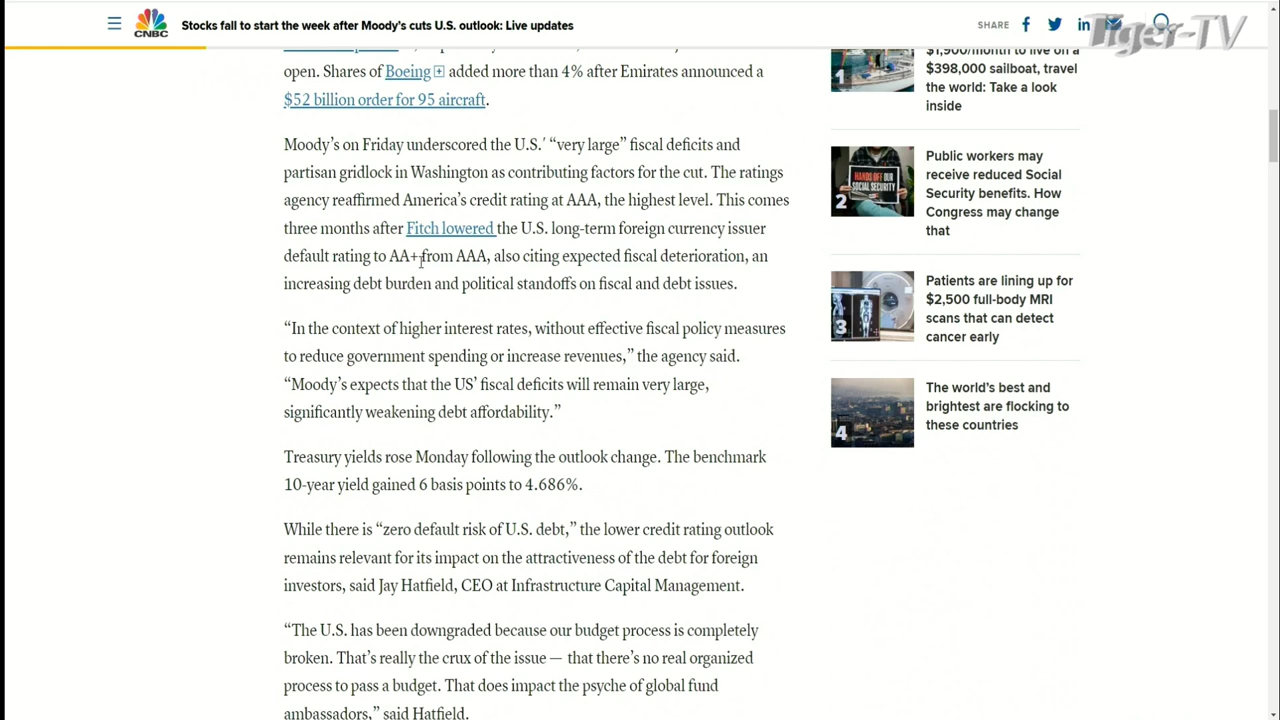 CNBC
Stocks fall to start the week after Moody's cuts U.S. outlook: Live updates
SHARE
Tiger-TV
open. Shares of Boeing added more than 4% after Emirates announced a
$52 billion order for 95 aircraft.
Moody's on Friday underscored the U.S.' “very large” fiscal deficits and
partisan gridlock in Washington as contributing factors for the cut. The ratings
agency reaffirmed America's credit rating at AAA, the highest level. This comes
three months after Fitch lowered the U.S. long-term foreign currency issuer
default rating to AA+ from AAA, also citing expected fiscal deterioration, an
increasing debt burden and political standoffs on fiscal and debt issues.
“In the context of higher interest rates, without effective fiscal policy measures
to reduce government spending or increase revenues,” the agency said.
“Moody's expects that the US' fiscal deficits will remain very large,
significantly weakening debt affordability.”
Treasury yields rose Monday following the outlook change. The benchmark
10-year yield gained 6 basis points to 4.686%.
While there is “zero default risk of U.S. debt,” the lower credit rating outlook
remains relevant for its impact on the attractiveness of the debt for foreign
investors, said Jay Hatfield, CEO at Infrastructure Capital Management.
“The U.S. has been downgraded because our budget process is completely
broken. That's really the crux of the issue — that there's no real organized
process to pass a budget. That does impact the psyche of global fund
ambassadors,” said Hatfield.
$1,900/month to live on a
$398,000 sailboat, travel
the world: Take a look
inside
1
Public workers may
receive reduced Social
Security benefits. How
Congress may change
that
HANDS OFF OUR
SOCIAL SECURITY
2
Patients are lining up for
$2,500 full-body MRI
scans that can detect
cancer early
3
The world's best and
brightest are flocking to
these countries
4